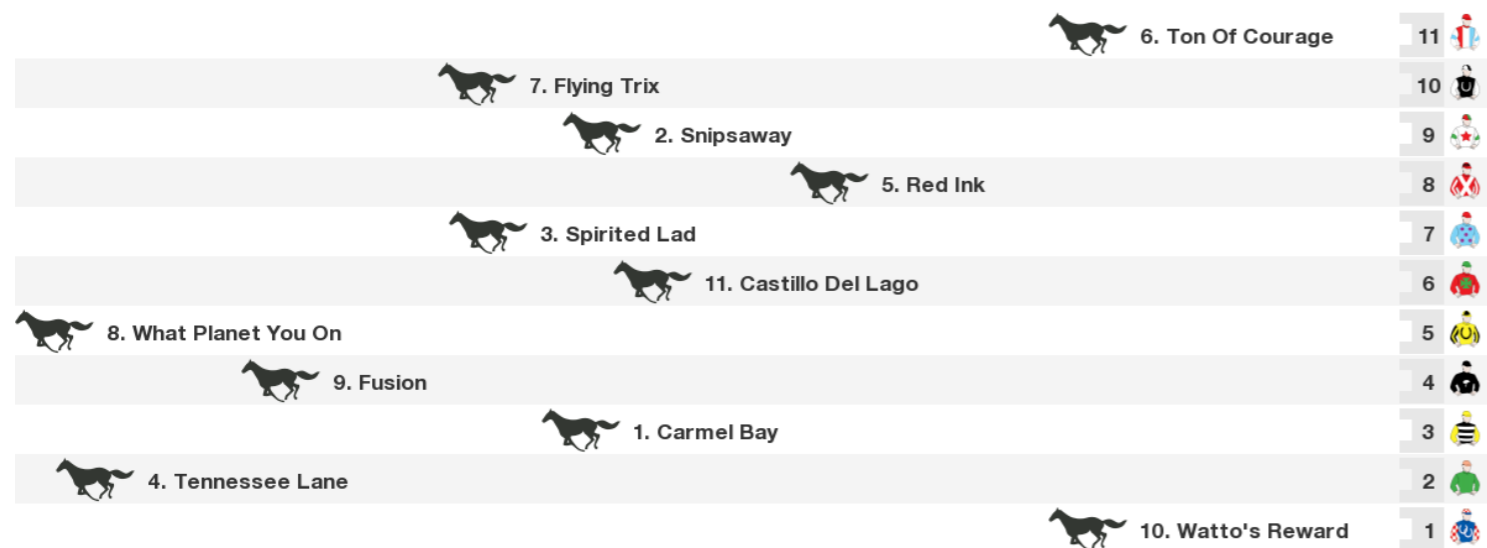 6. Ton Of Courage 11
7. Flying Trix 10
2. Snipsaway 9
5. Red Ink 8
3. Spirited Lad 7
11. Castillo Del Lago 6
8. What Planet You On 5
9. Fusion 4
1. Carmel Bay 3
4. Tennessee Lane 2
10. Watto's Reward 1